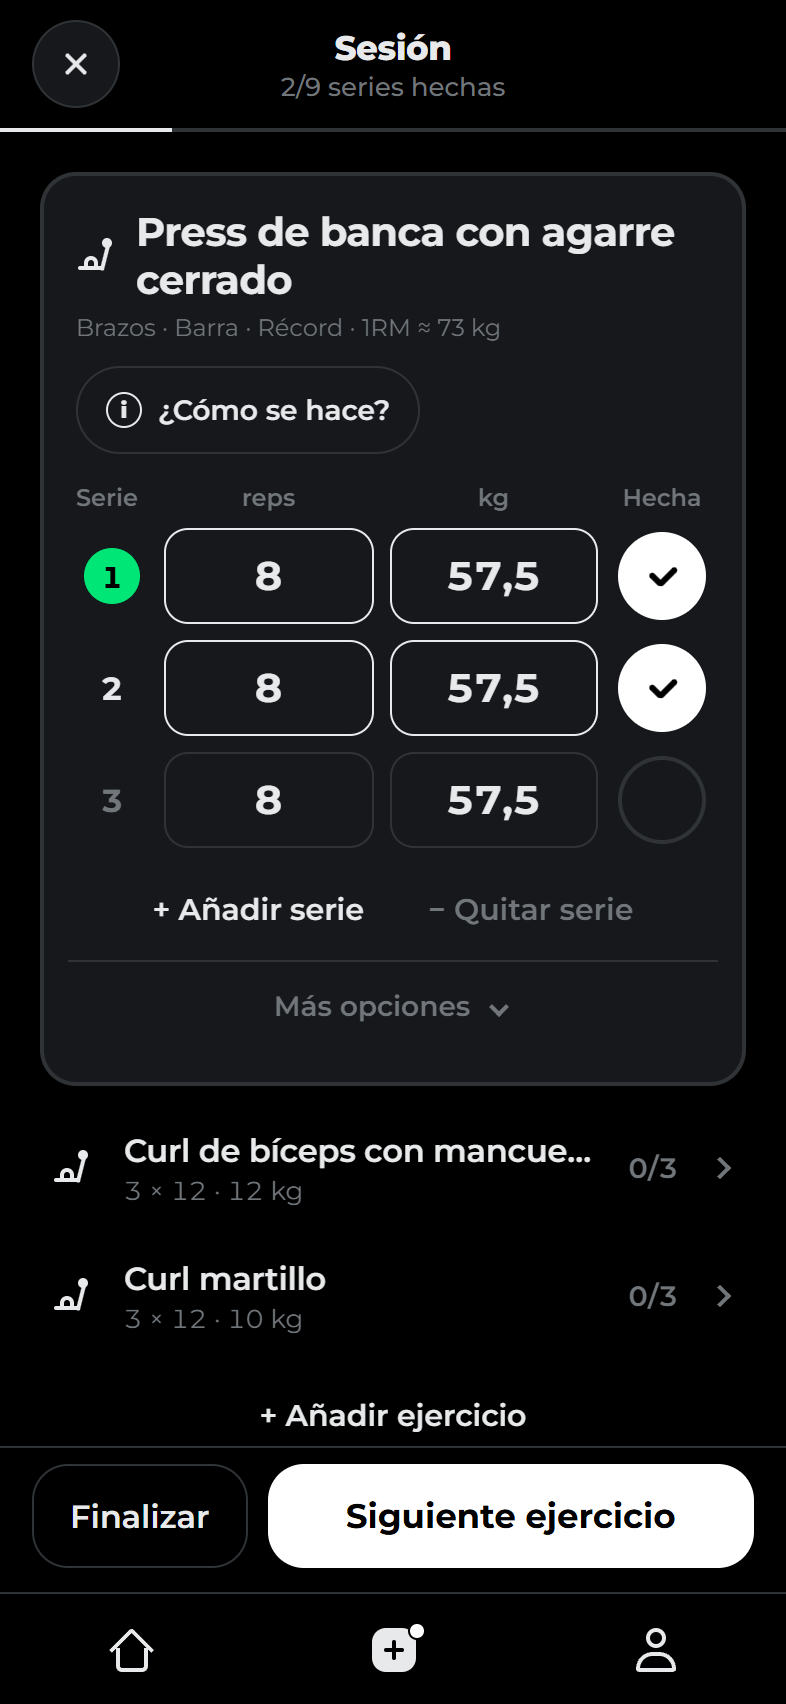 Sesión
2/9 series hechas
Press de banca con agarre
cerrado
Brazos · Barra · Récord · 1RM ≈ 73 kg
¿Cómo se hace?
Serie reps kg Hecha
1 8 57,5
2 8 57,5
3 8 57,5
+ Añadir serie − Quitar serie
Más opciones
Curl de bíceps con mancue...
0/3
3 × 12 · 12 kg
Curl martillo
0/3
3 × 12 · 10 kg
+ Añadir ejercicio
Finalizar Siguiente ejercicio